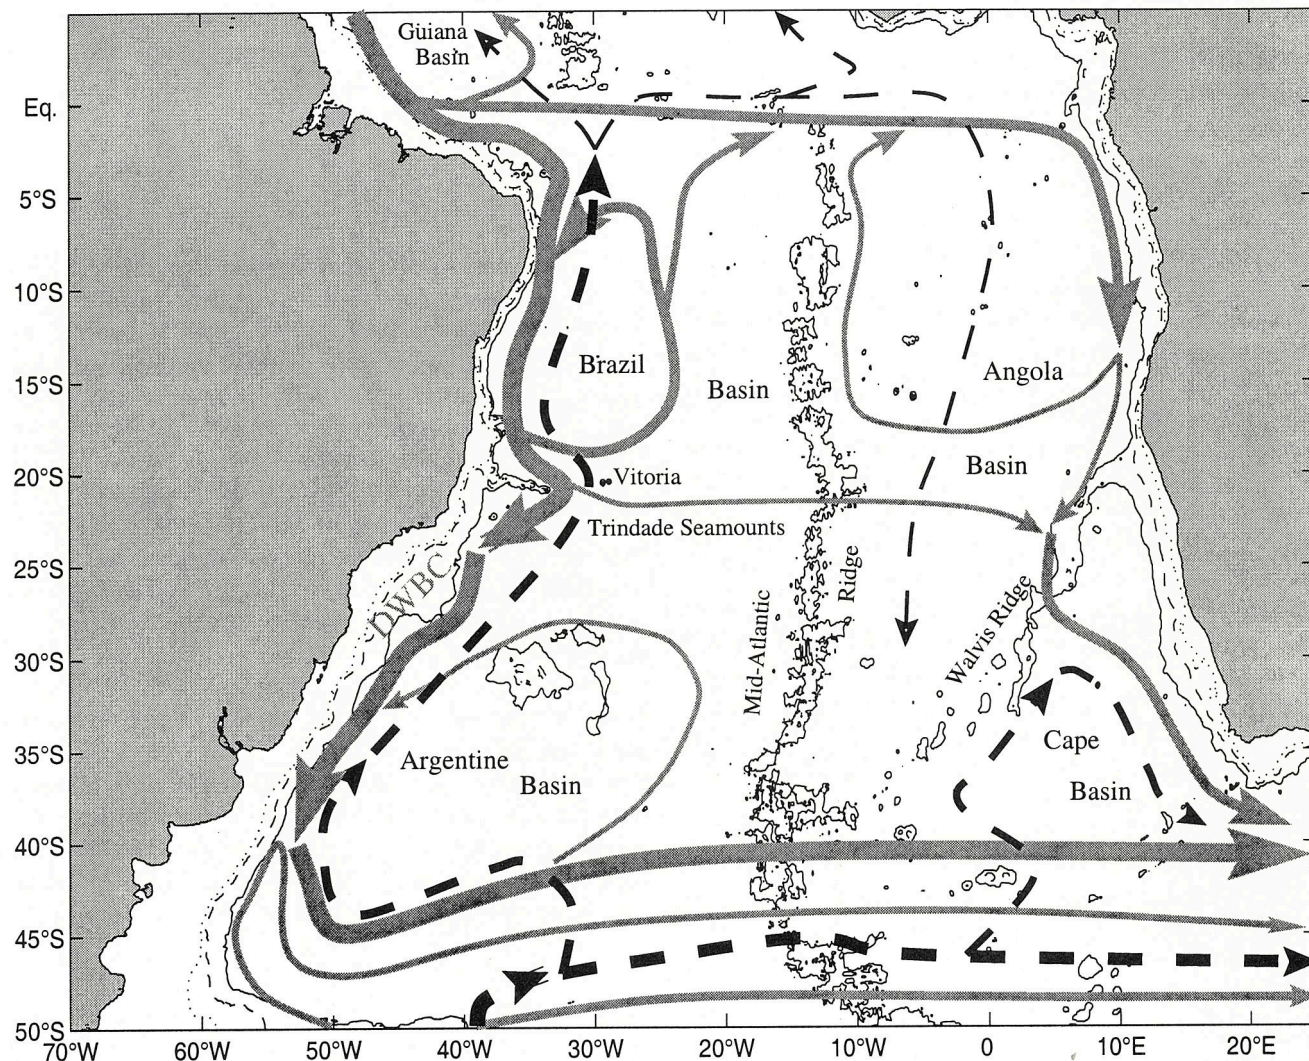 Guiana
Basin
Eq.
5°S
10°S
Brazil
Angola
15°S
Basin
Basin
20°S
Vitoria
Trindade Seamounts
25°S
DWBC
Ridge
Mid-Atlantic
Walvis Ridge
30°S
35°S
Argentine
Cape
Basin
Basin
40°S
45°S
50°S
70°W 60°W 50°W 40°W 30°W 20°W 10°W 0 10°E 20°E